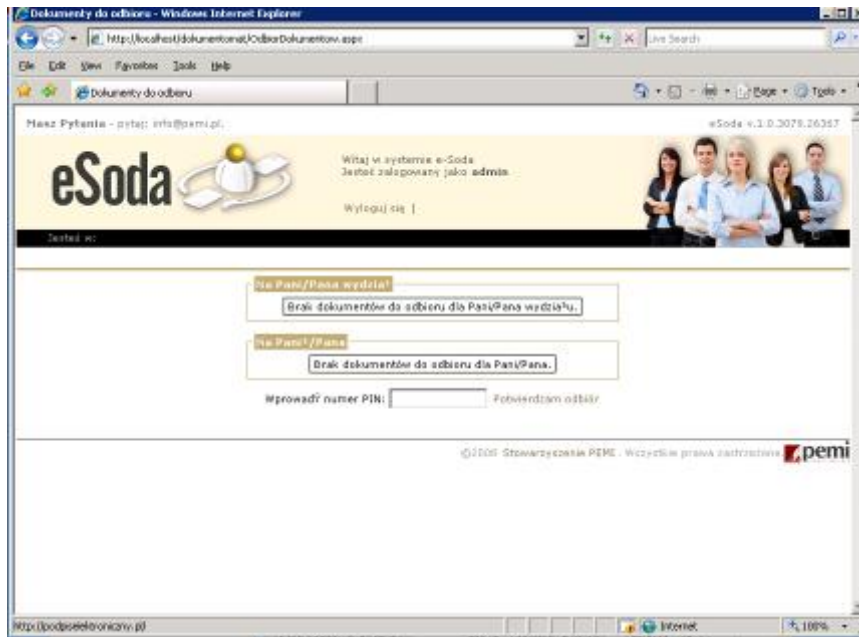 Dokumenty do odbioru - Windows Internet Explorer
http://localhost/dokumentomat/OdbiorDokumentow.aspx
Live Search
File Edit View Favorites Tools Help
Dokumenty do odbioru
Page Tools
Masz Pytania - pytaj: info@pemi.pl.
eSoda v.1.0.3079.26367
eSoda
Witaj w systemie e-Soda
Jesteś zalogowany jako admin
Wyloguj się |
Jesteś w:
Na Pani/Pana wydział
Brak dokumentów do odbioru dla Pani/Pana wydzia³u.
Na Pani¹/Pana
Brak dokumentów do odbioru dla Pani/Pana.
Wprowadź numer PIN:
Potwierdzam odbiór
Stowarzyszenie PEMI. Wszystkie prawa zastrzeżone.
pemi
http://podpiselektroniczny.pl/
Internet
100%